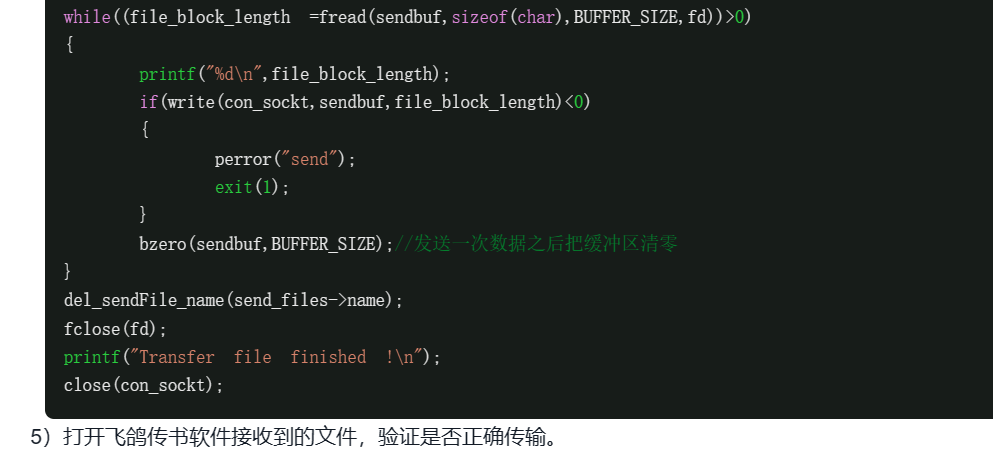 while((file_block_length  =fread(sendbuf,sizeof(char),BUFFER_SIZE,fd))>0)
{
        printf("%d\n",file_block_length);
        if(write(con_sockt,sendbuf,file_block_length)<0)
        {
                perror("send");
                exit(1);
        }
        bzero(sendbuf,BUFFER_SIZE);//发送一次数据之后把缓冲区清零
}
del_sendFile_name(send_files->name);
fclose(fd);
printf("Transfer  file  finished  !\n");
close(con_sockt);
5）打开飞鸽传书软件接收到的文件，验证是否正确传输。